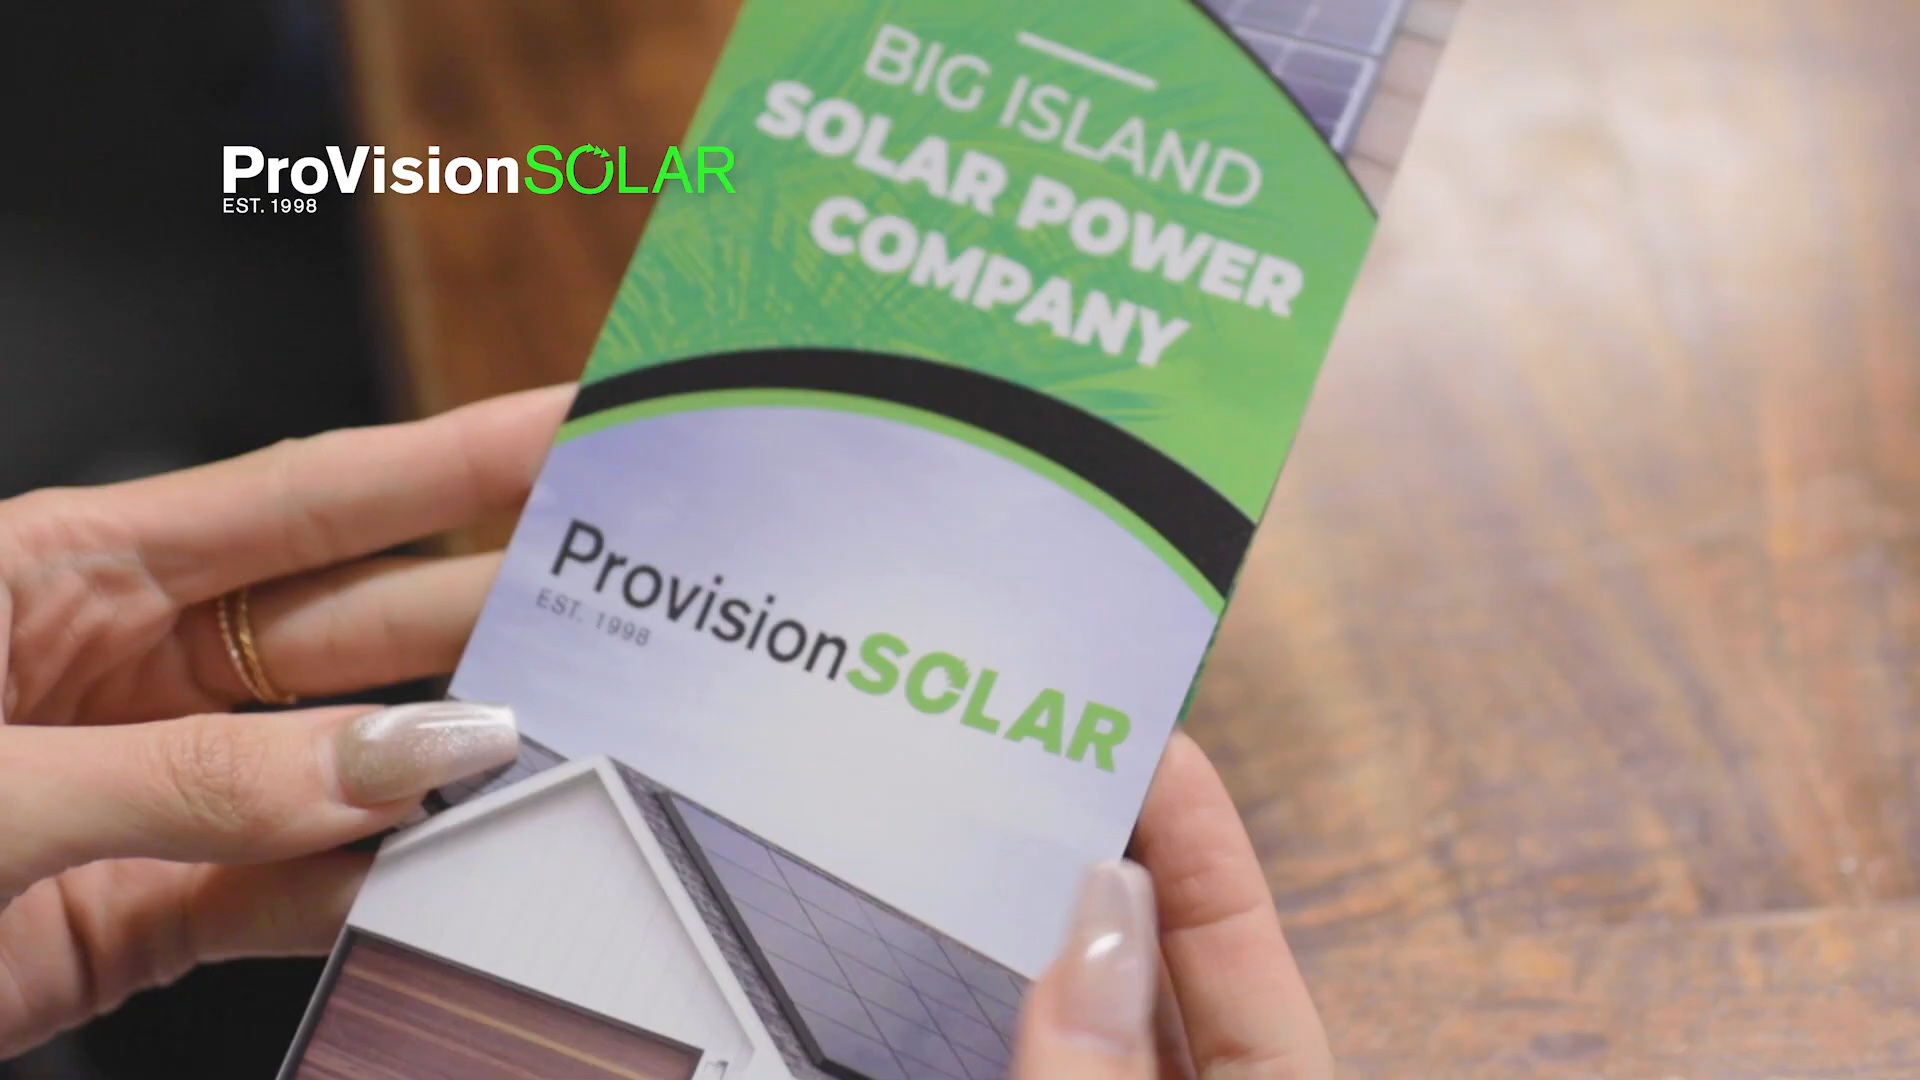 ProVisionSOLAR
EST. 1998
BIG ISLAND
SOLAR POWER
COMPANY
ProvisionSOLAR
EST. 1998